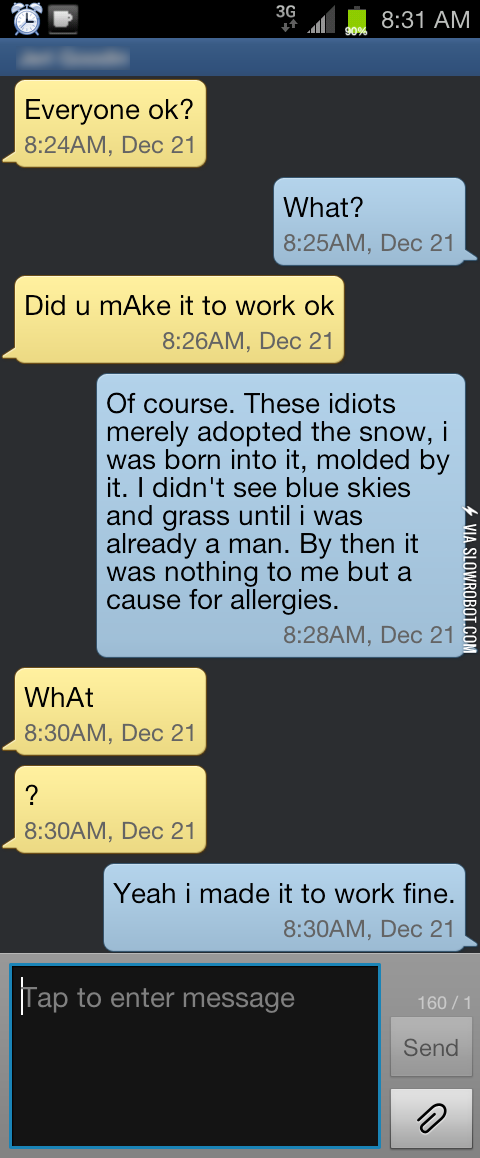 3G
90%
8:31 AM
Everyone ok?
8:24AM, Dec 21
What?
8:25AM, Dec 21
Did u mAke it to work ok
8:26AM, Dec 21
Of course. These idiots
merely adopted the snow, i
was born into it, molded by
it. I didn't see blue skies
and grass until i was
already a man. By then it
was nothing to me but a
cause for allergies.
8:28AM, Dec 21
VIA SLOWROBOT.COM
WhAt
8:30AM, Dec 21
?
8:30AM, Dec 21
Yeah i made it to work fine.
8:30AM, Dec 21
Tap to enter message
160 / 1
Send